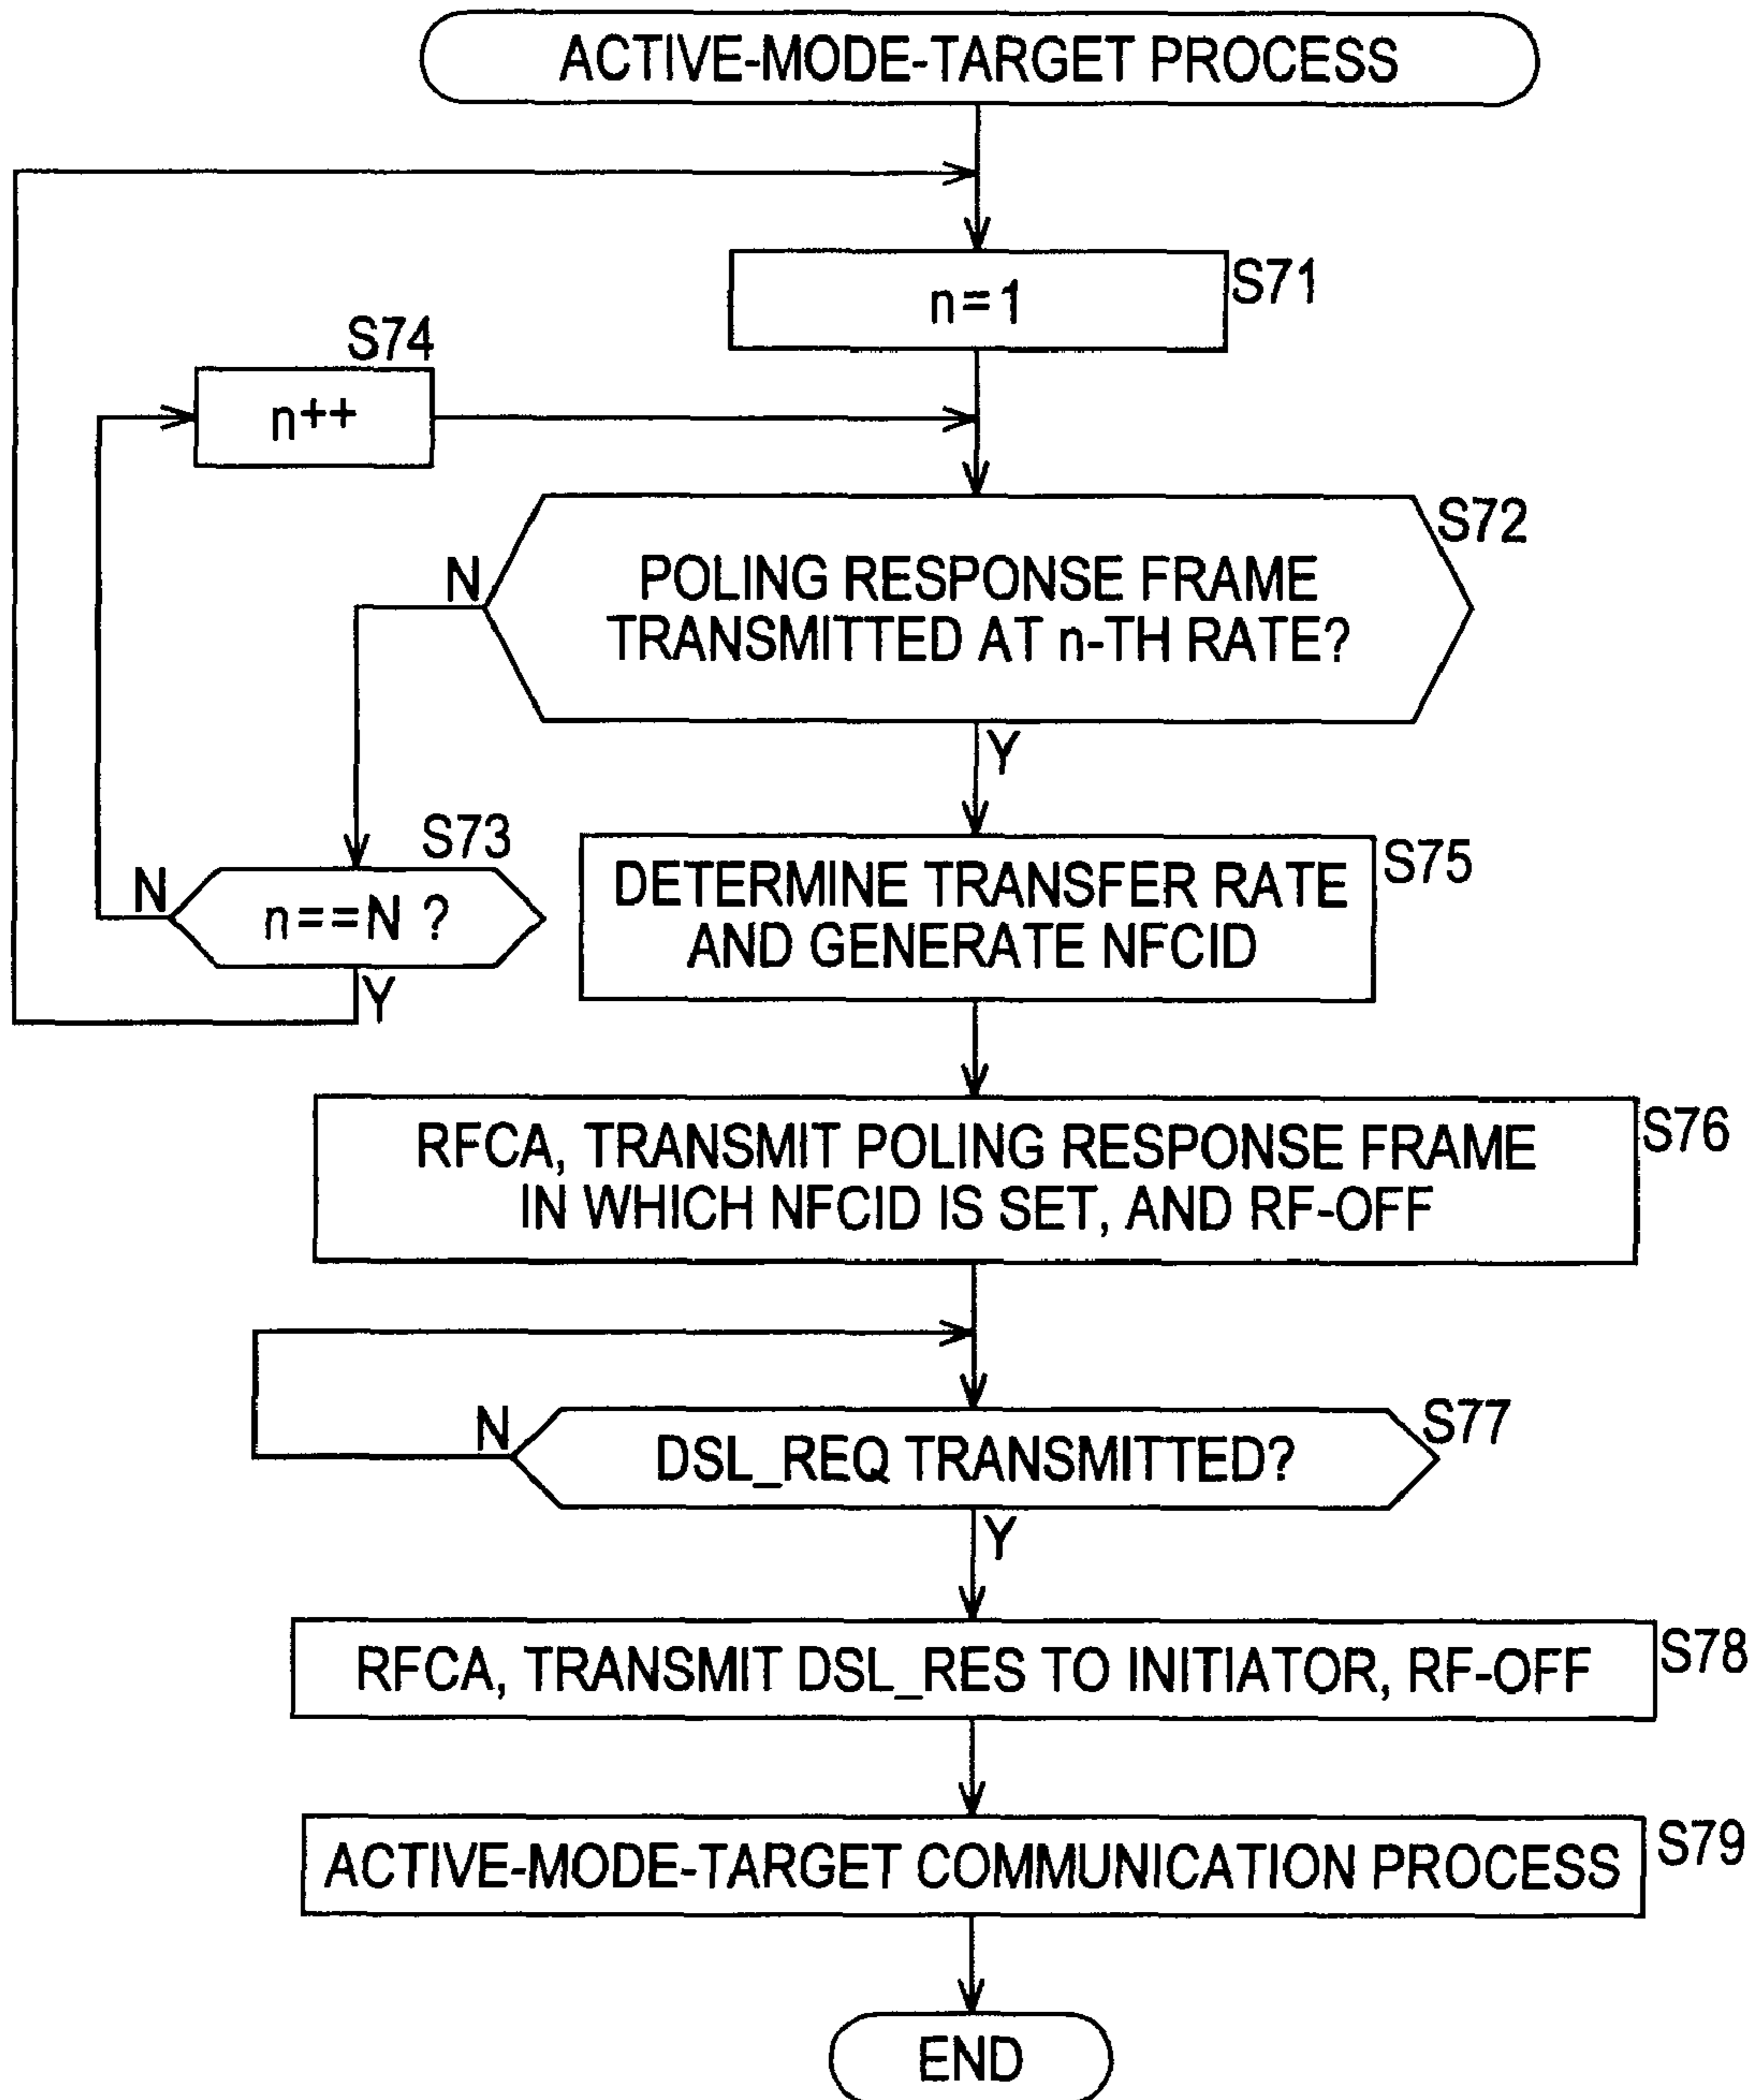 ACTIVE-MODE-TARGET PROCESS
n=1
S71
S74
n++
S72
POLING RESPONSE FRAME
TRANSMITTED AT n-TH RATE?
N
Y
S73
n==N ?
N
Y
S75
DETERMINE TRANSFER RATE
AND GENERATE NFCID
S76
RFCA, TRANSMIT POLING RESPONSE FRAME
IN WHICH NFCID IS SET, AND RF-OFF
S77
N
DSL_REQ TRANSMITTED?
Y
S78
RFCA, TRANSMIT DSL_RES TO INITIATOR, RF-OFF
S79
ACTIVE-MODE-TARGET COMMUNICATION PROCESS
END